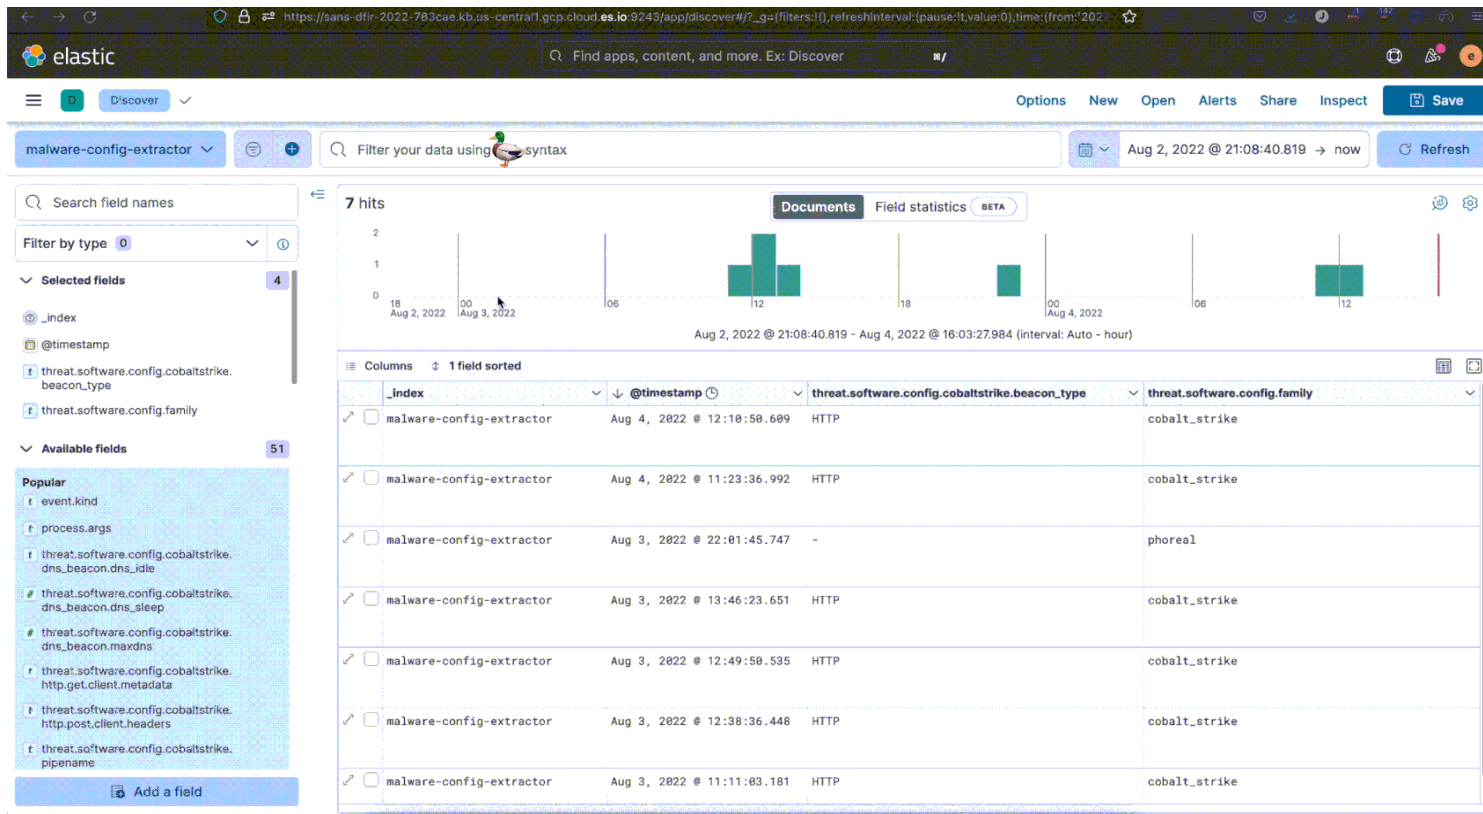 https://sans-dfir-2022-783cae.kb.us-central1.gcp.cloud.es.io:9243/app/discover#/?_g=(filters:!(),refreshInterval:(pause:!t,value:0),time:(from:'202
147
elastic
Find apps, content, and more. Ex: Discover
⌘/
e
D
Discover
Options
New
Open
Alerts
Share
Inspect
Save
malware-config-extractor
Filter your data using syntax
Aug 2, 2022 @ 21:08:40.819 → now
Refresh
Search field names
Filter by type 0
Selected fields 4
_index
@timestamp
t threat.software.config.cobaltstrike.
beacon_type
t threat.software.config.family
Available fields 51
Popular
t event.kind
t process.args
t threat.software.config.cobaltstrike.
dns_beacon.dns_idle
# threat.software.config.cobaltstrike.
dns_beacon.dns_sleep
# threat.software.config.cobaltstrike.
dns_beacon.maxdns
t threat.software.config.cobaltstrike.
http.get.client.metadata
t threat.software.config.cobaltstrike.
http.post.client.headers
t threat.software.config.cobaltstrike.
pipename
Add a field
7 hits
Documents
Field statistics BETA
2
1
0
18 00 06 12 18 00 06 12
Aug 2, 2022 Aug 3, 2022 Aug 4, 2022
Aug 2, 2022 @ 21:08:40.819 - Aug 4, 2022 @ 16:03:27.984 (interval: Auto - hour)
Columns 1 field sorted
_index @timestamp threat.software.config.cobaltstrike.beacon_type threat.software.config.family
malware-config-extractor Aug 4, 2022 @ 12:10:50.609 HTTP cobalt_strike
malware-config-extractor Aug 4, 2022 @ 11:23:36.992 HTTP cobalt_strike
malware-config-extractor Aug 3, 2022 @ 22:01:45.747 - phoreal
malware-config-extractor Aug 3, 2022 @ 13:46:23.651 HTTP cobalt_strike
malware-config-extractor Aug 3, 2022 @ 12:49:50.535 HTTP cobalt_strike
malware-config-extractor Aug 3, 2022 @ 12:38:36.448 HTTP cobalt_strike
malware-config-extractor Aug 3, 2022 @ 11:11:03.181 HTTP cobalt_strike